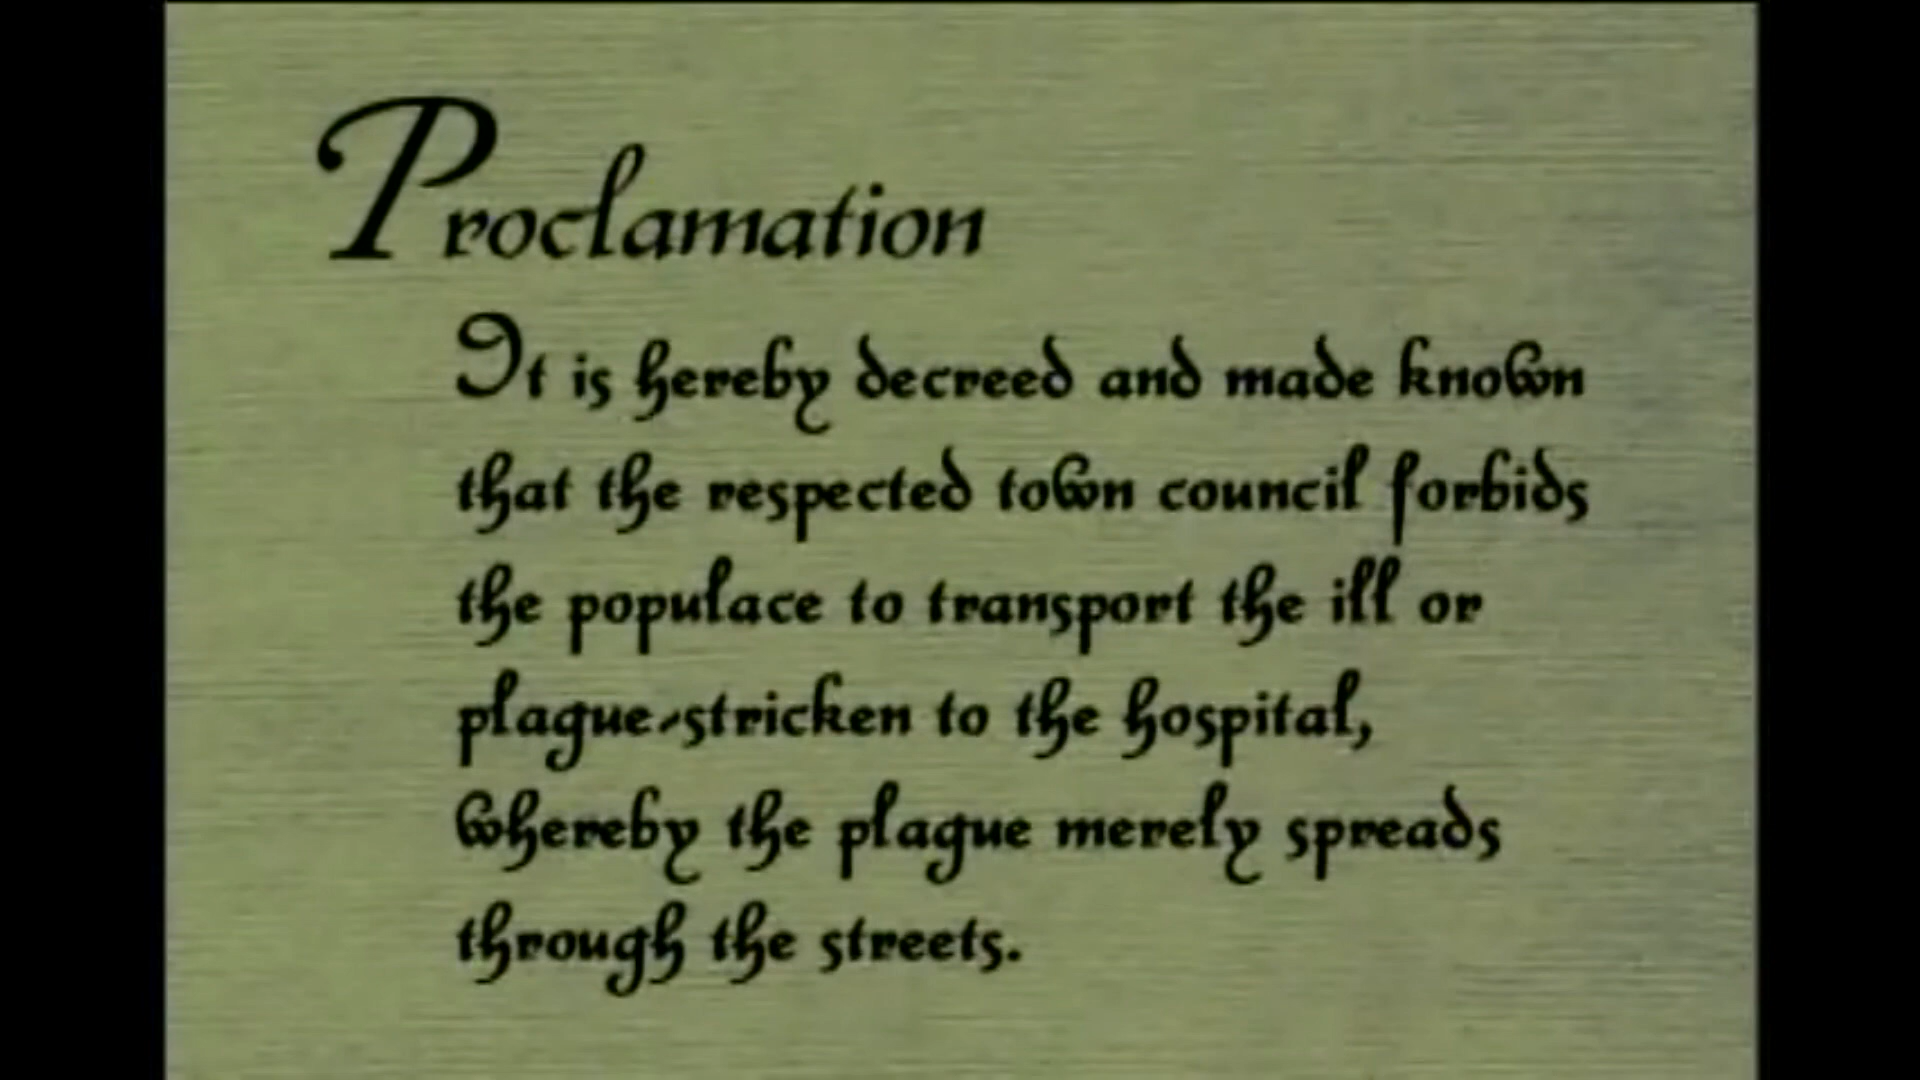 Proclamation
It is hereby decreed and made known
that the respected town council forbids
the populace to transport the ill or
plague-stricken to the hospital,
whereby the plague merely spreads
through the streets.